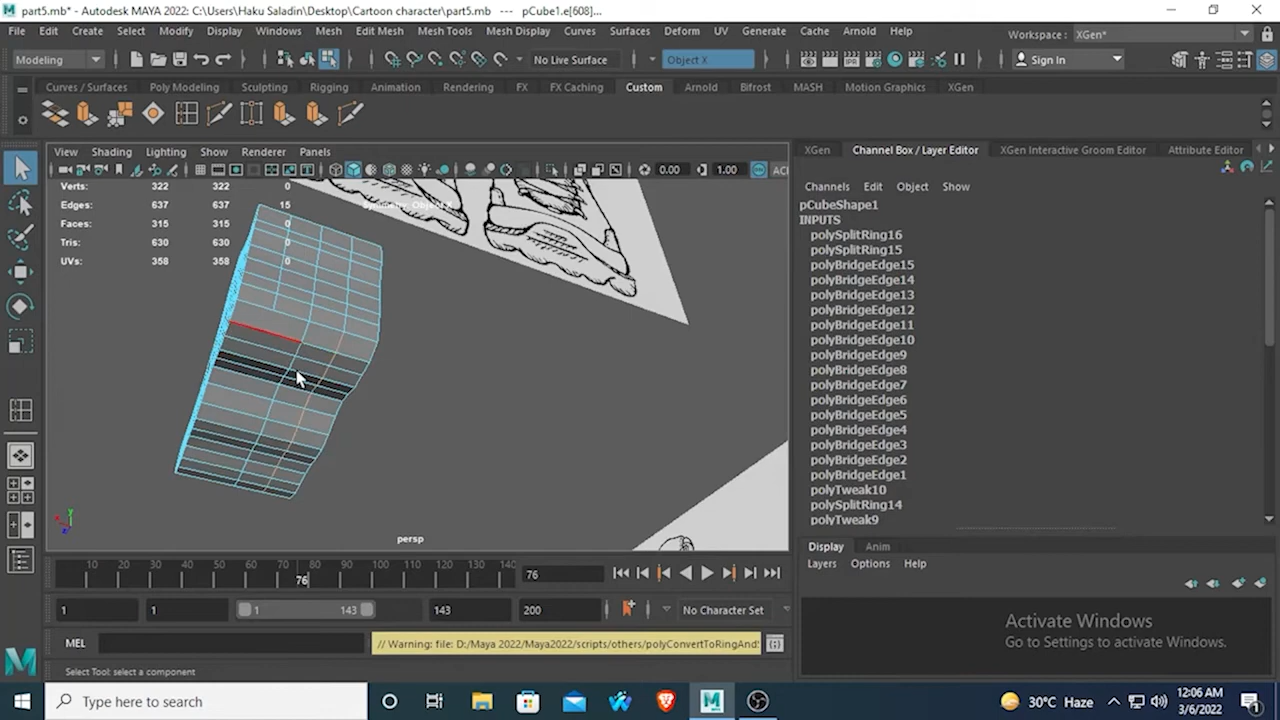 part5.mb* - Autodesk MAYA 2022: C:\Users\Haku Saladin\Desktop\Cartoon character\part5.mb --- pCube1.e[608]...
File Edit Create Select Modify Display Windows Mesh Edit Mesh Mesh Tools Mesh Display Curves Surfaces Deform UV Generate Cache Arnold Help Workspace : XGen*
Modeling No Live Surface Object X Sign In
Curves / Surfaces Poly Modeling Sculpting Rigging Animation Rendering FX FX Caching Custom Arnold Bifrost MASH Motion Graphics XGen
View Shading Lighting Show Renderer Panels
0.00 1.00
Verts: 322 322 0
Edges: 637 637 15
Faces: 315 315 0
Tris: 630 630 0
UVs: 358 358 0
Symmetry: Object X
persp
XGen Channel Box / Layer Editor XGen Interactive Groom Editor Attribute Editor
Channels Edit Object Show
pCubeShape1
INPUTS
polySplitRing16
polySplitRing15
polyBridgeEdge15
polyBridgeEdge14
polyBridgeEdge13
polyBridgeEdge12
polyBridgeEdge11
polyBridgeEdge10
polyBridgeEdge9
polyBridgeEdge8
polyBridgeEdge7
polyBridgeEdge6
polyBridgeEdge5
polyBridgeEdge4
polyBridgeEdge3
polyBridgeEdge2
polyBridgeEdge1
polyTweak10
polySplitRing14
polyTweak9
Display Anim
Layers Options Help
10 20 30 40 50 60 70 80 90 100 110 120 130 140
76
76
1 1 1 143 143 200 No Character Set
MEL // Warning: file: D:/Maya 2022/Maya2022/scripts/others/polyConvertToRingAndS
Select Tool: select a component
Activate Windows
Go to Settings to activate Windows.
Type here to search
30°C Haze
12:06 AM
3/6/2022
1